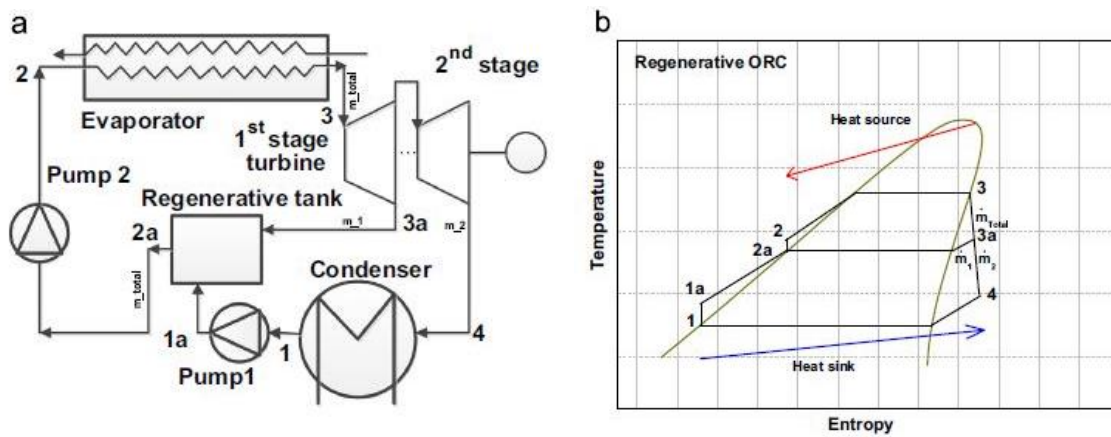 a
2
Evaporator
3
m_total
2nd stage
1st stage
turbine
Pump 2
Regenerative tank
2a
m_total
m_1
3a
m_2
Condenser
1a
1
4
Pump1
b
Regenerative ORC
Heat source
Temperature
3
ṁTotal
3a
ṁ1
ṁ2
4
2
2a
1a
1
Heat sink
Entropy